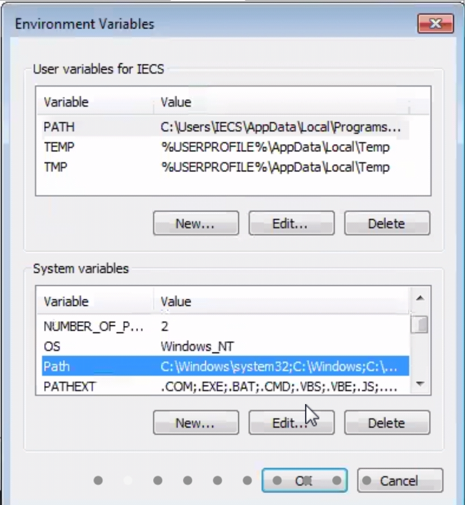 Environment Variables
User variables for IECS
Variable Value
PATH C:\Users\IECS\AppData\Local\Programs...
TEMP %USERPROFILE%\AppData\Local\Temp
TMP %USERPROFILE%\AppData\Local\Temp
New... Edit... Delete
System variables
Variable Value
NUMBER_OF_P... 2
OS Windows_NT
Path C:\Windows\system32;C:\Windows;C:\...
PATHEXT .COM;.EXE;.BAT;.CMD;.VBS;.VBE;.JS;....
New... Edit... Delete
OK Cancel